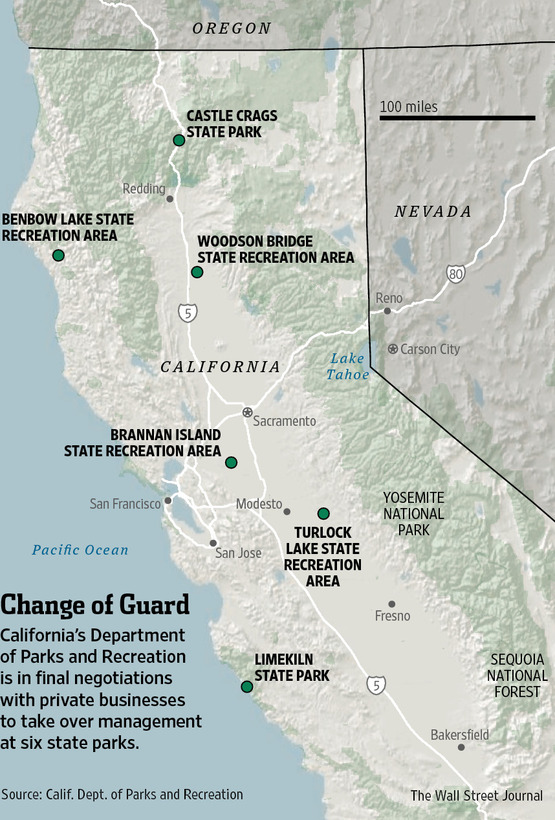 OREGON
100 miles
CASTLE CRAGS
STATE PARK
Redding
NEVADA
BENBOW LAKE STATE
RECREATION AREA
WOODSON BRIDGE
STATE RECREATION AREA
80
Reno
5
Carson City
Lake
Tahoe
CALIFORNIA
Sacramento
BRANNAN ISLAND
STATE RECREATION AREA
San Francisco
Modesto
YOSEMITE
NATIONAL
PARK
TURLOCK
LAKE STATE
RECREATION
AREA
Pacific Ocean
San Jose
Change of Guard
California's Department
of Parks and Recreation
is in final negotiations
with private businesses
to take over management
at six state parks.
Fresno
LIMEKILN
STATE PARK
SEQUOIA
NATIONAL
FOREST
5
Bakersfield
Source: Calif. Dept. of Parks and Recreation
The Wall Street Journal